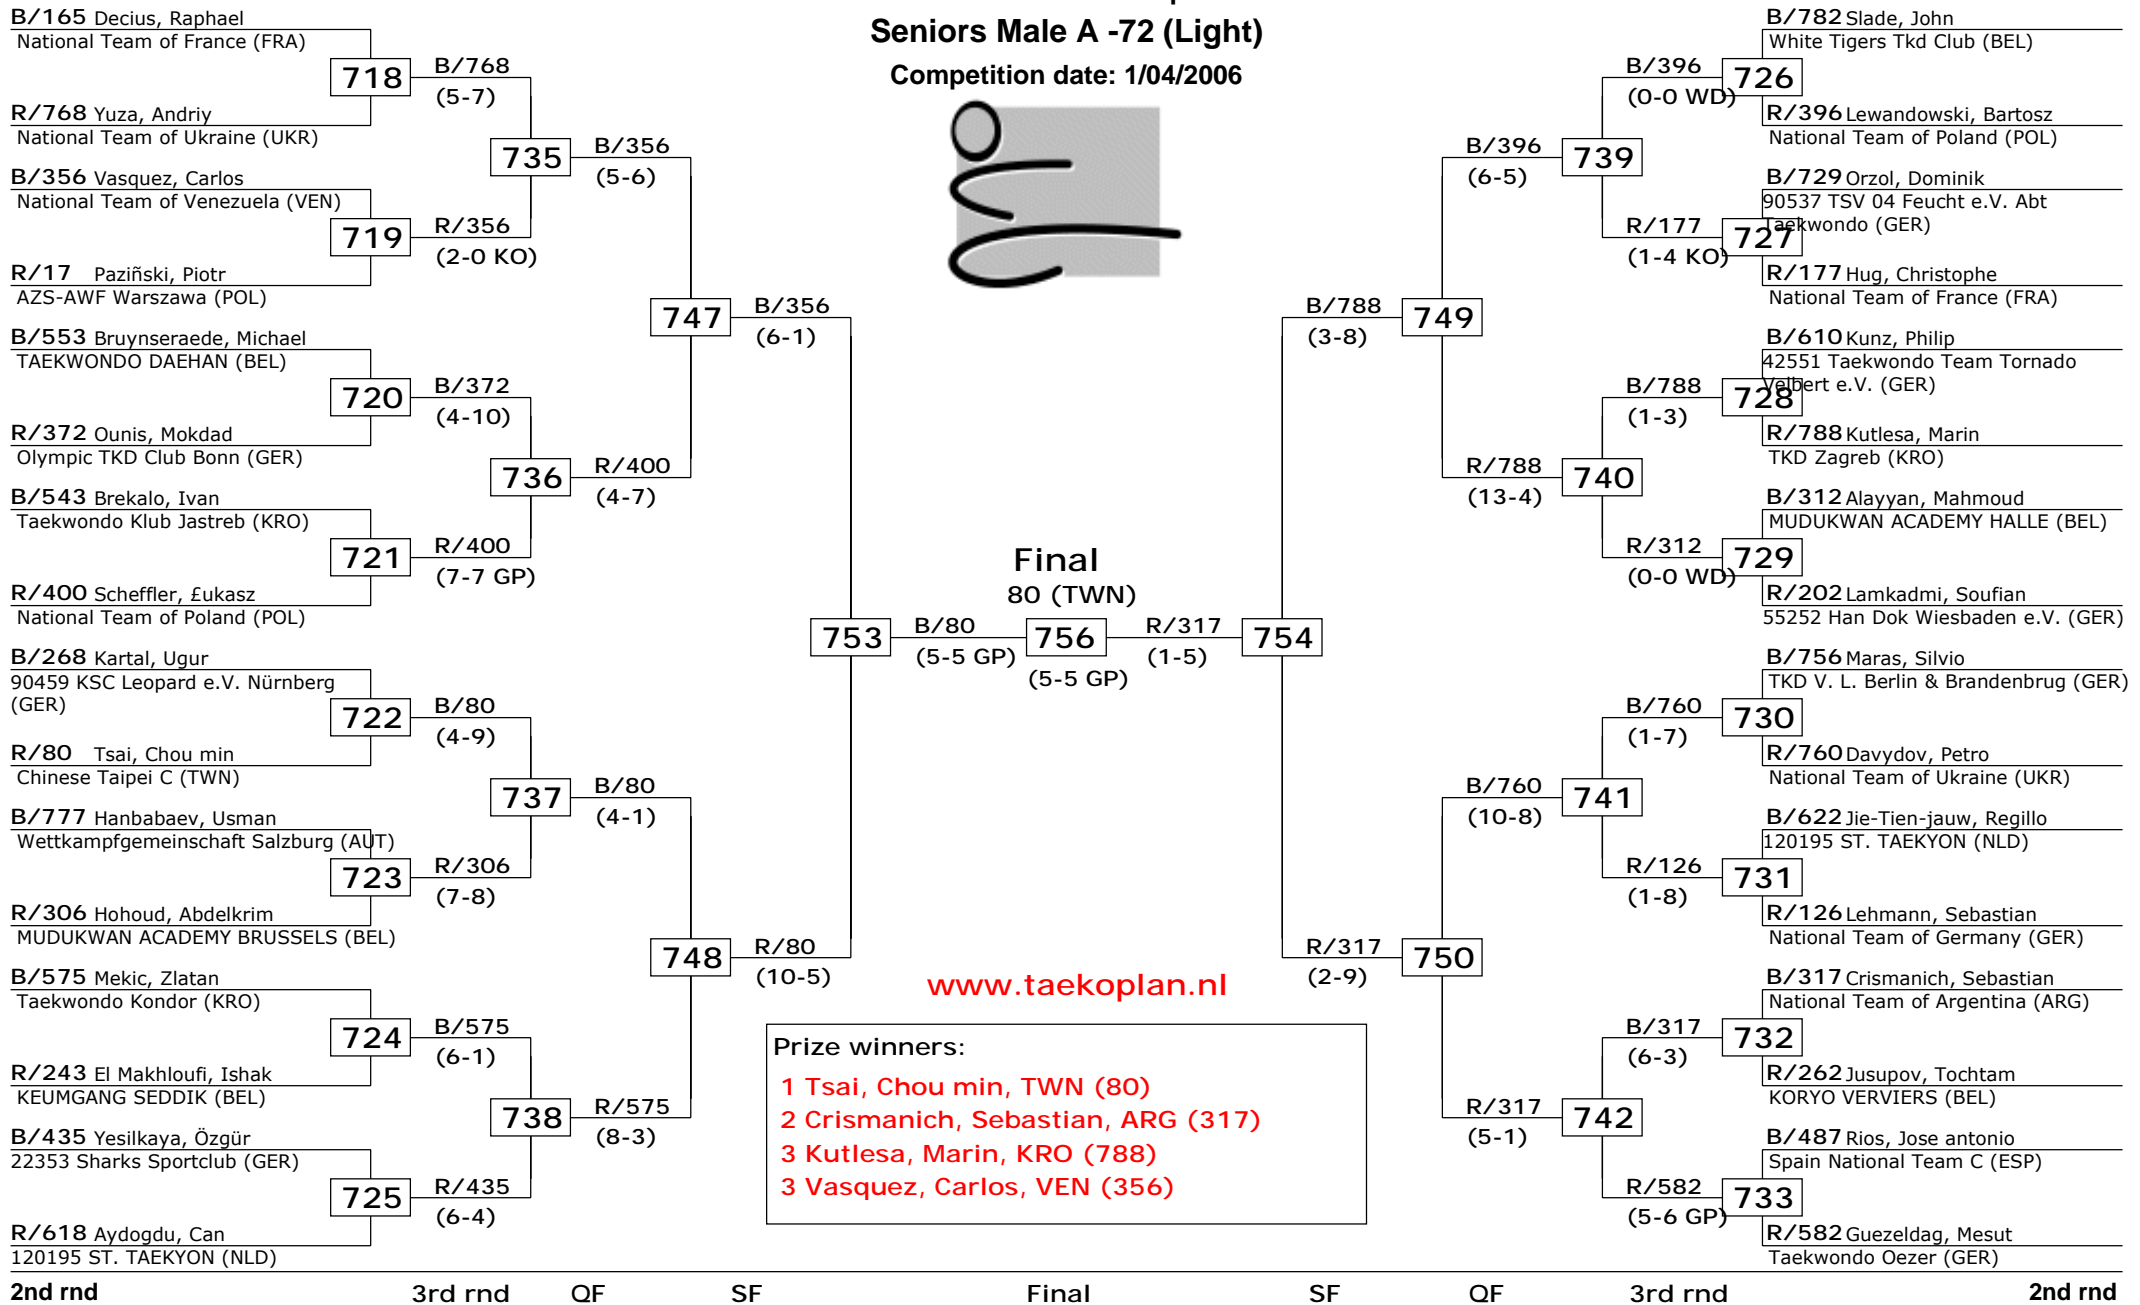 Seniors Male A -72 (Light)
Competition date: 1/04/2006
B/165 Decius, Raphael
National Team of France (FRA)
718
R/768 Yuza, Andriy
National Team of Ukraine (UKR)
B/356 Vasquez, Carlos
National Team of Venezuela (VEN)
719
R/17 Paziñski, Piotr
AZS-AWF Warszawa (POL)
B/553 Bruynseraede, Michael
TAEKWONDO DAEHAN (BEL)
720
R/372 Ounis, Mokdad
Olympic TKD Club Bonn (GER)
B/543 Brekalo, Ivan
Taekwondo Klub Jastreb (KRO)
721
R/400 Scheffler, £ukasz
National Team of Poland (POL)
B/268 Kartal, Ugur
90459 KSC Leopard e.V. Nürnberg
(GER)
722
R/80 Tsai, Chou min
Chinese Taipei C (TWN)
B/777 Hanbabaev, Usman
Wettkampfgemeinschaft Salzburg (AUT)
723
R/306 Hohoud, Abdelkrim
MUDUKWAN ACADEMY BRUSSELS (BEL)
B/575 Mekic, Zlatan
Taekwondo Kondor (KRO)
724
R/243 El Makhloufi, Ishak
KEUMGANG SEDDIK (BEL)
B/435 Yesilkaya, Özgür
22353 Sharks Sportclub (GER)
725
R/618 Aydogdu, Can
120195 ST. TAEKYON (NLD)
B/768
(5-7)
735
R/356
(2-0 KO)
B/372
(4-10)
736
R/400
(7-7 GP)
B/80
(4-9)
737
R/306
(7-8)
B/575
(6-1)
738
R/435
(6-4)
B/356
(5-6)
747
R/400
(4-7)
B/80
(4-1)
748
R/575
(8-3)
B/356
(6-1)
753
R/80
(10-5)
Final
80 (TWN)
B/80
(5-5 GP)
756
(5-5 GP)
R/317
(1-5)
754
B/788
(3-8)
749
R/317
(2-9)
750
B/396
(6-5)
739
R/788
(13-4)
740
B/760
(10-8)
741
R/317
(5-1)
742
B/396
(0-0 WD)
R/177
(1-4 KO)
B/788
(1-3)
R/312
(0-0 WD)
B/760
(1-7)
R/126
(1-8)
B/317
(6-3)
R/582
(5-6 GP)
B/782 Slade, John
White Tigers Tkd Club (BEL)
726
R/396 Lewandowski, Bartosz
National Team of Poland (POL)
B/729 Orzol, Dominik
90537 TSV 04 Feucht e.V. Abt
Taekwondo (GER)
727
R/177 Hug, Christophe
National Team of France (FRA)
B/610 Kunz, Philip
42551 Taekwondo Team Tornado
Velbert e.V. (GER)
728
R/788 Kutlesa, Marin
TKD Zagreb (KRO)
B/312 Alayyan, Mahmoud
MUDUKWAN ACADEMY HALLE (BEL)
729
R/202 Lamkadmi, Soufian
55252 Han Dok Wiesbaden e.V. (GER)
B/756 Maras, Silvio
TKD V. L. Berlin & Brandenbrug (GER)
730
R/760 Davydov, Petro
National Team of Ukraine (UKR)
B/622 Jie-Tien-jauw, Regillo
120195 ST. TAEKYON (NLD)
731
R/126 Lehmann, Sebastian
National Team of Germany (GER)
B/317 Crismanich, Sebastian
National Team of Argentina (ARG)
732
R/262 Jusupov, Tochtam
KORYO VERVIERS (BEL)
B/487 Rios, Jose antonio
Spain National Team C (ESP)
733
R/582 Guezeldag, Mesut
Taekwondo Oezer (GER)
www.taekoplan.nl
Prize winners:
1 Tsai, Chou min, TWN (80)
2 Crismanich, Sebastian, ARG (317)
3 Kutlesa, Marin, KRO (788)
3 Vasquez, Carlos, VEN (356)
2nd rnd 3rd rnd QF SF Final SF QF 3rd rnd 2nd rnd